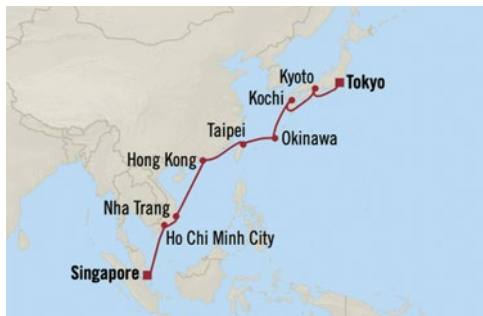 Kyoto
Tokyo
Kochi
Taipei
Okinawa
Hong Kong
Nha Trang
Ho Chi Minh City
Singapore